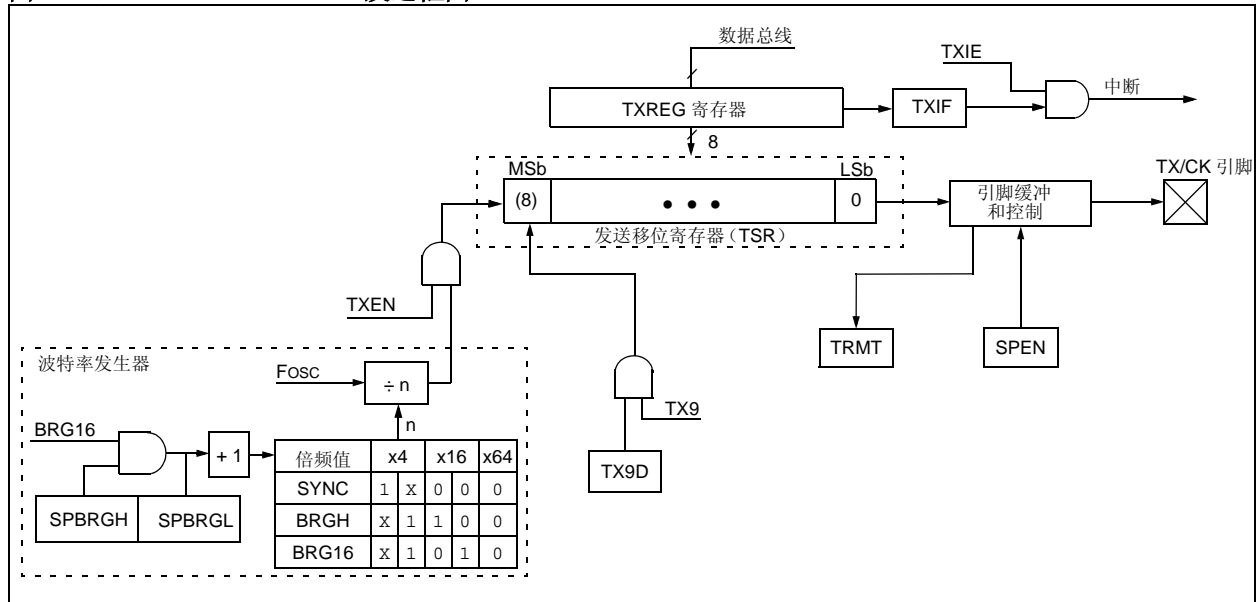 数据总线
TXIE
中断
TXREG 寄存器
TXIF
8
MSb
LSb
TX/CK 引脚
(8)
• • •
0
引脚缓冲
和控制
发送移位寄存器（TSR）
TXEN
TRMT
SPEN
波特率发生器
FOSC
÷ n
n
TX9
BRG16
+ 1
TX9D
倍频值 x4 x16 x64
SYNC 1 X 0 0 0
SPBRGH SPBRGL
BRGH X 1 1 0 0
BRG16 X 1 0 1 0